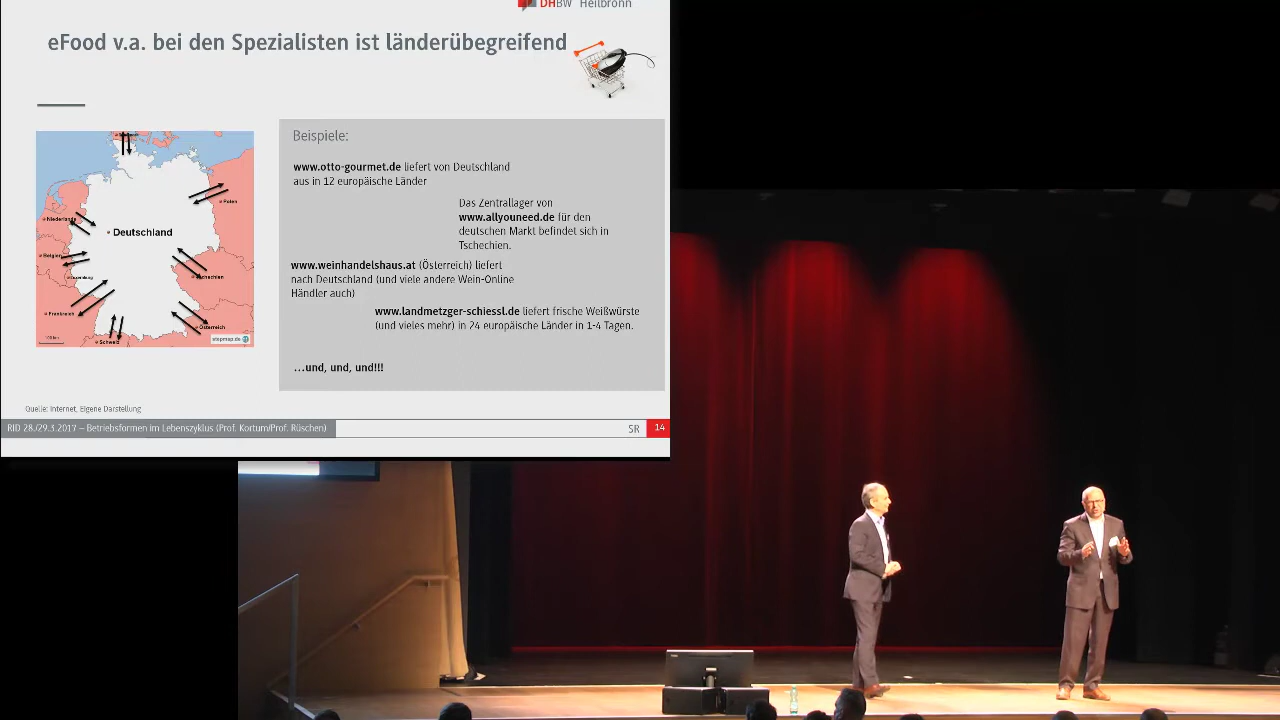 DHBW Heilbronn
eFood v.a. bei den Spezialisten ist länderübegreifend
Beispiele:
www.otto-gourmet.de liefert von Deutschland
aus in 12 europäische Länder
Das Zentrallager von
www.allyouneed.de für den
deutschen Markt befindet sich in
Tschechien.
www.weinhandelshaus.at (Österreich) liefert
nach Deutschland (und viele andere Wein-Online
Händler auch)
www.landmetzger-schiessl.de liefert frische Weißwürste
(und vieles mehr) in 24 europäische Länder in 1-4 Tagen.
...und, und, und!!!
Polen
Niederlande
Deutschland
Belgien
Luxemburg
Tschechien
Frankreich
Österreich
Schweiz
100 km
stepmap.de
Quelle: Internet, Eigene Darstellung
RID 28./29.3.2017 – Betriebsformen im Lebenszyklus (Prof. Kortum/Prof. Rüschen)
SR 14